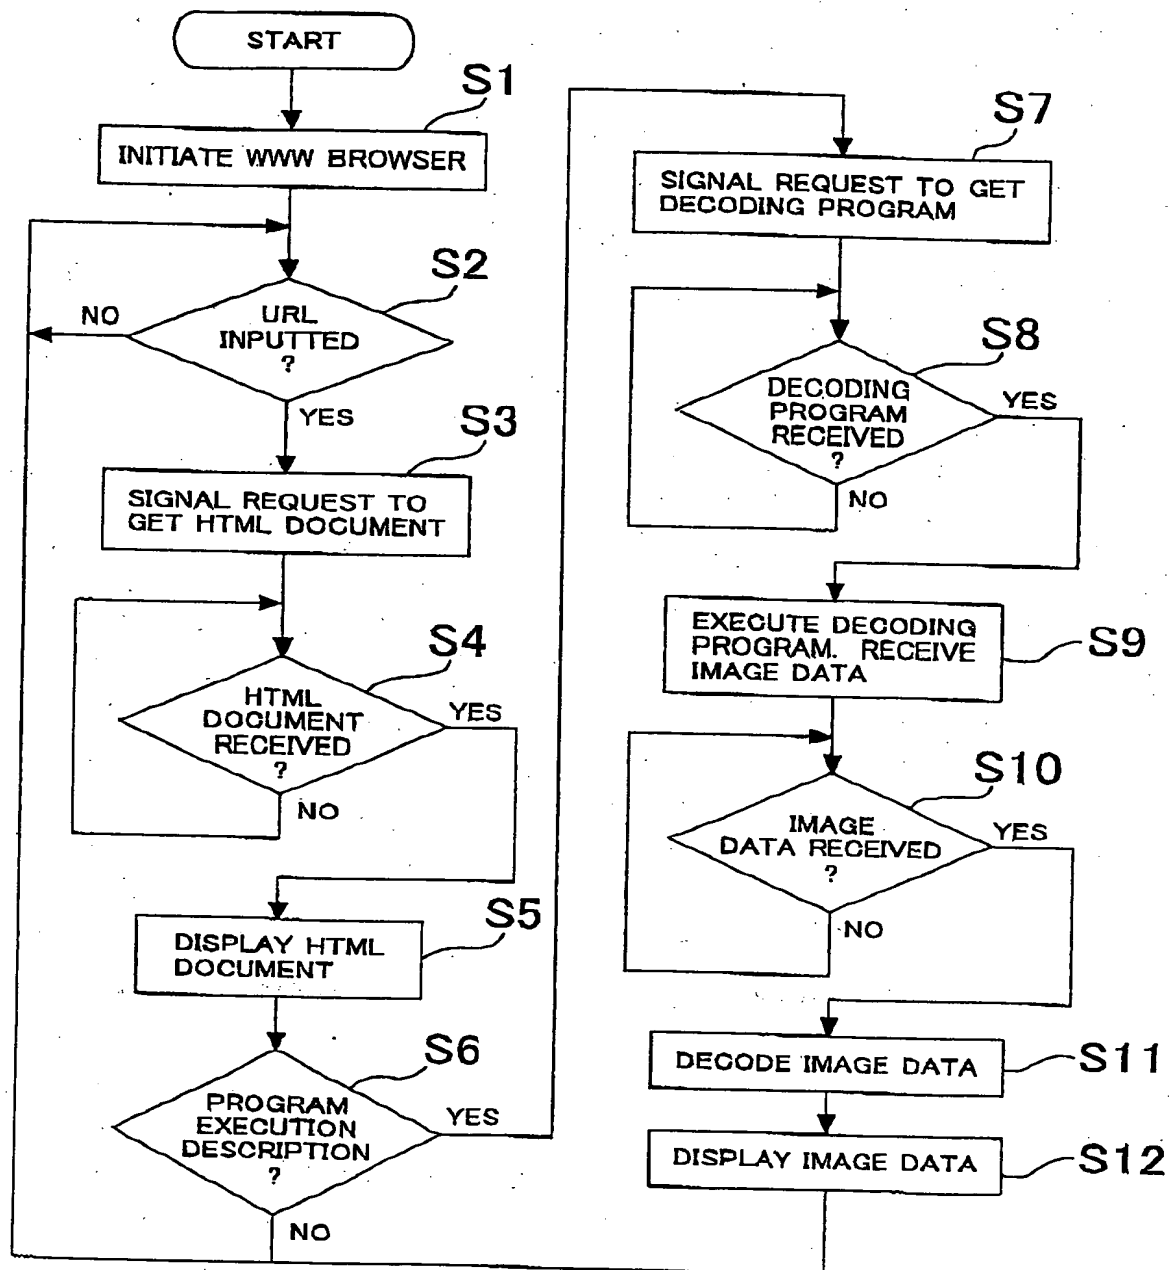 START
S1
INITIATE WWW BROWSER
S2
URL
INPUTTED
?
NO
YES
S3
SIGNAL REQUEST TO
GET HTML DOCUMENT
S4
HTML
DOCUMENT
RECEIVED
?
YES
NO
S5
DISPLAY HTML
DOCUMENT
S6
PROGRAM
EXECUTION
DESCRIPTION
?
YES
NO
S7
SIGNAL REQUEST TO GET
DECODING PROGRAM
S8
DECODING
PROGRAM
RECEIVED
?
YES
NO
EXECUTE DECODING
PROGRAM. RECEIVE
IMAGE DATA
S9
S10
IMAGE
DATA RECEIVED
?
YES
NO
DECODE IMAGE DATA
S11
DISPLAY IMAGE DATA
S12